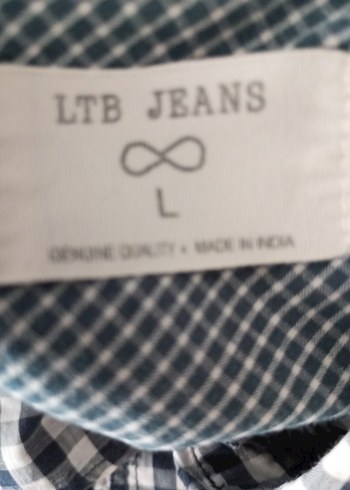 LTB JEANS
L
GENUINE QUALITY • MADE IN INDIA